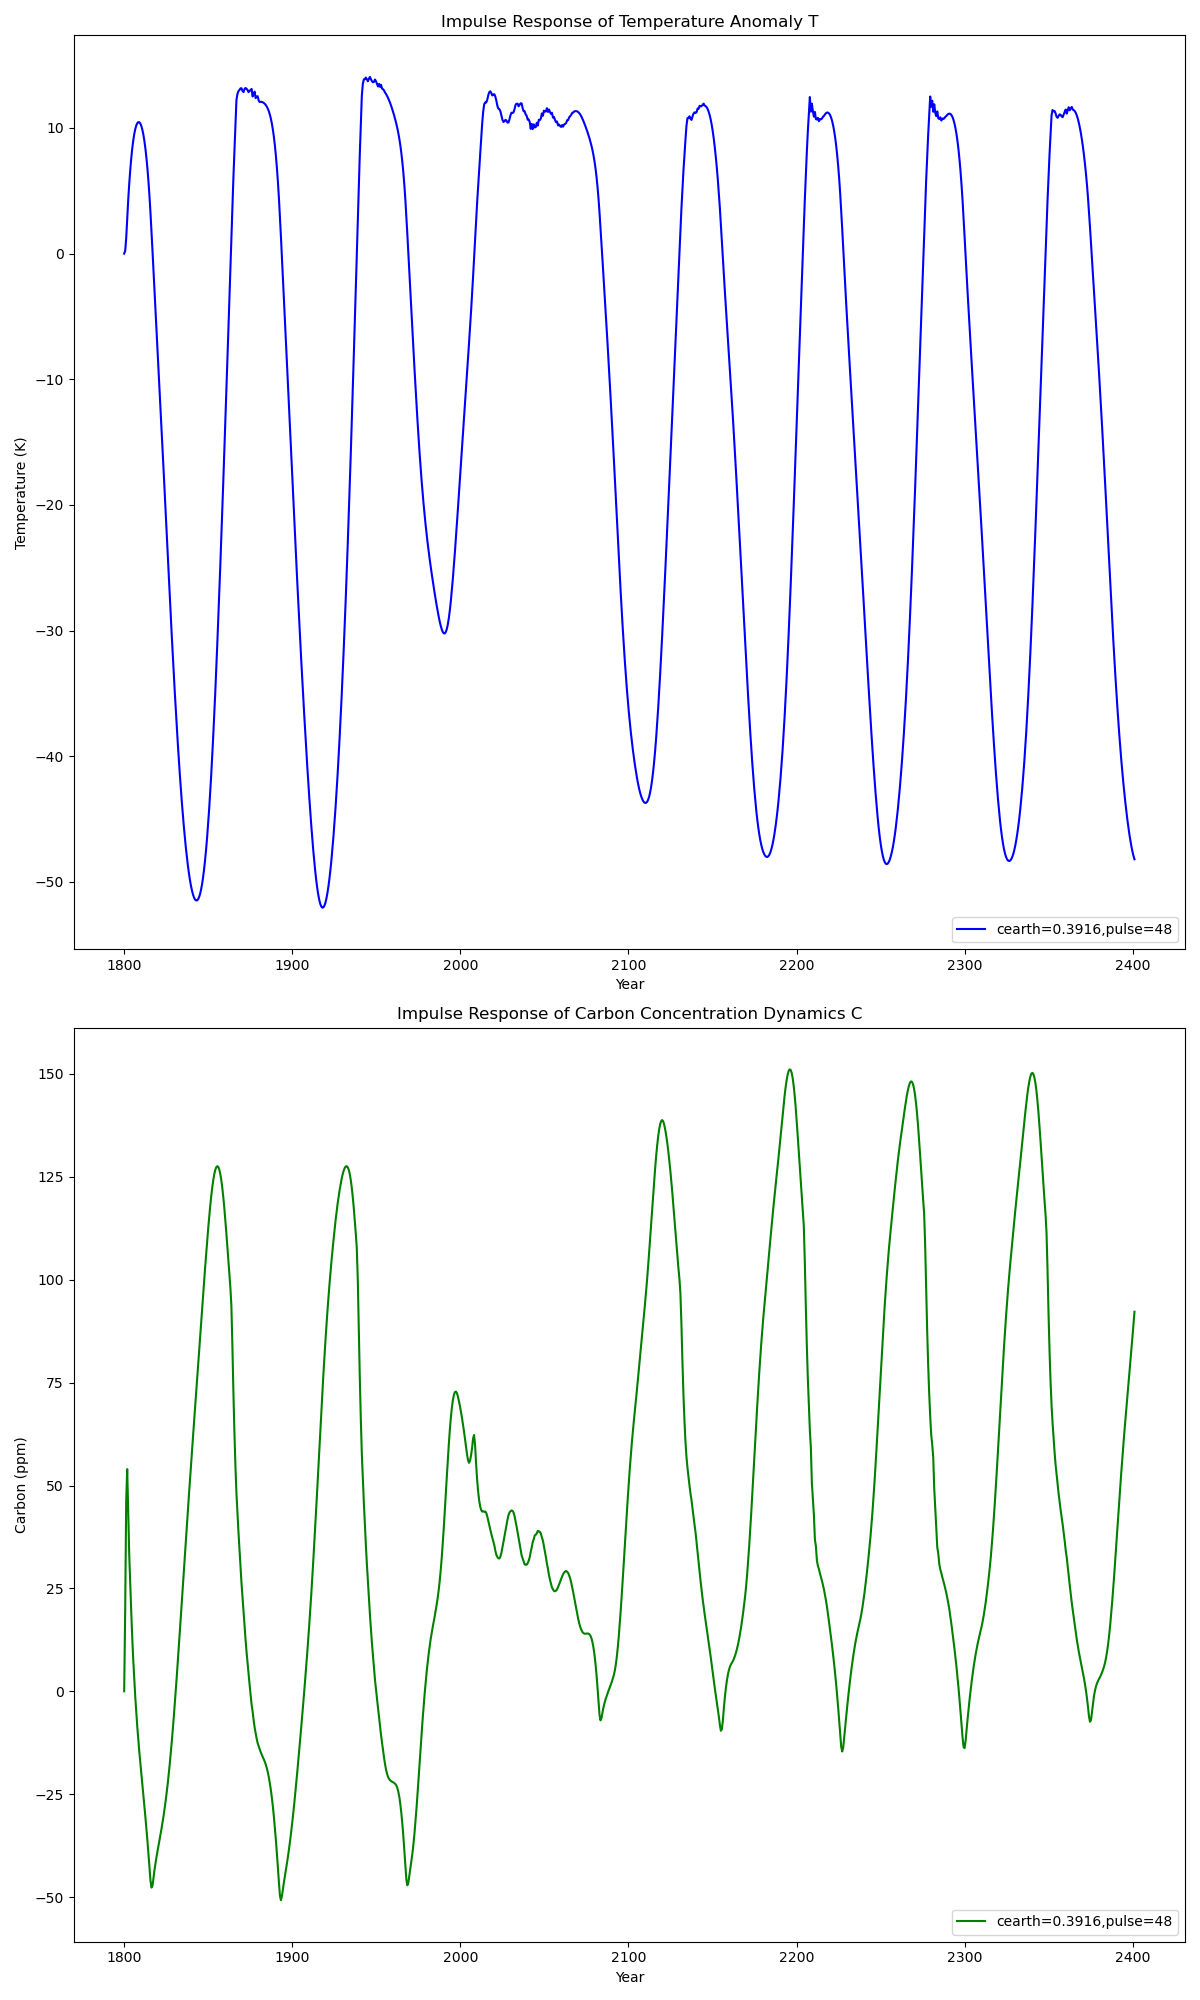 Impulse Response of Temperature Anomaly T
Temperature (K)
10
0
−10
−20
−30
−40
−50
cearth=0.3916,pulse=48
1800 1900 2000 2100 2200 2300 2400
Year
Impulse Response of Carbon Concentration Dynamics C
Carbon (ppm)
150
125
100
75
50
25
0
−25
−50
cearth=0.3916,pulse=48
1800 1900 2000 2100 2200 2300 2400
Year